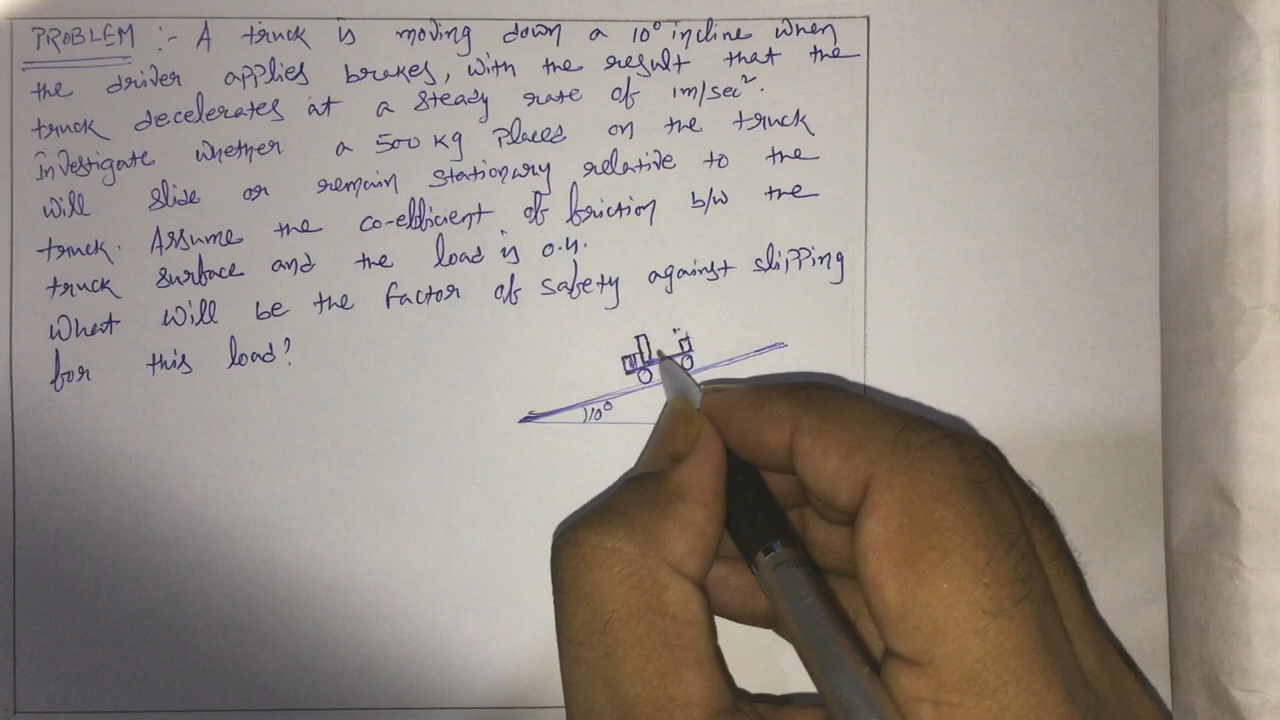 PROBLEM :- A truck is moving down a 10° incline when
the driver applies brakes, with the result that the
truck decelerates at a steady rate of 1m/sec².
Investigate whether a 500 kg Places on the truck
will slide or remain stationary relative to the
truck. Assume the co-efficient of friction b/w the
truck surface and the load is 0.4.
What will be the factor of safety against slipping
for this load?
10°